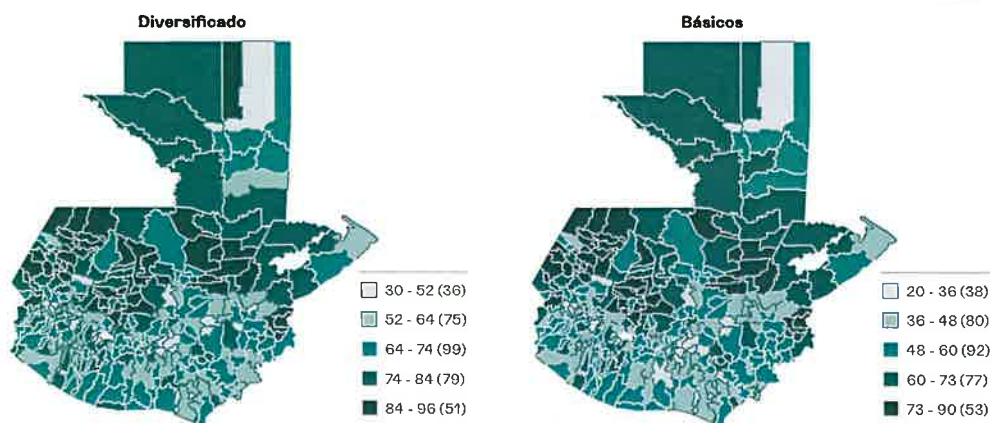 Diversificado
30 - 52 (36)
52 - 64 (75)
64 - 74 (99)
74 - 84 (79)
84 - 96 (51)
Básicos
20 - 36 (38)
36 - 48 (80)
48 - 60 (92)
60 - 73 (77)
73 - 90 (53)